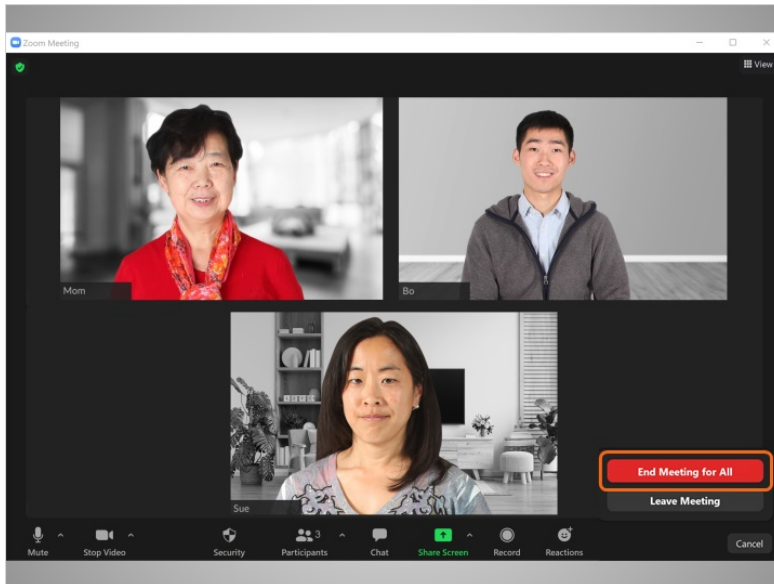 Zoom Meeting
View
Mom
Bo
Sue
End Meeting for All
Leave Meeting
Mute
Stop Video
Security
3
Participants
Chat
Share Screen
Record
Reactions
Cancel